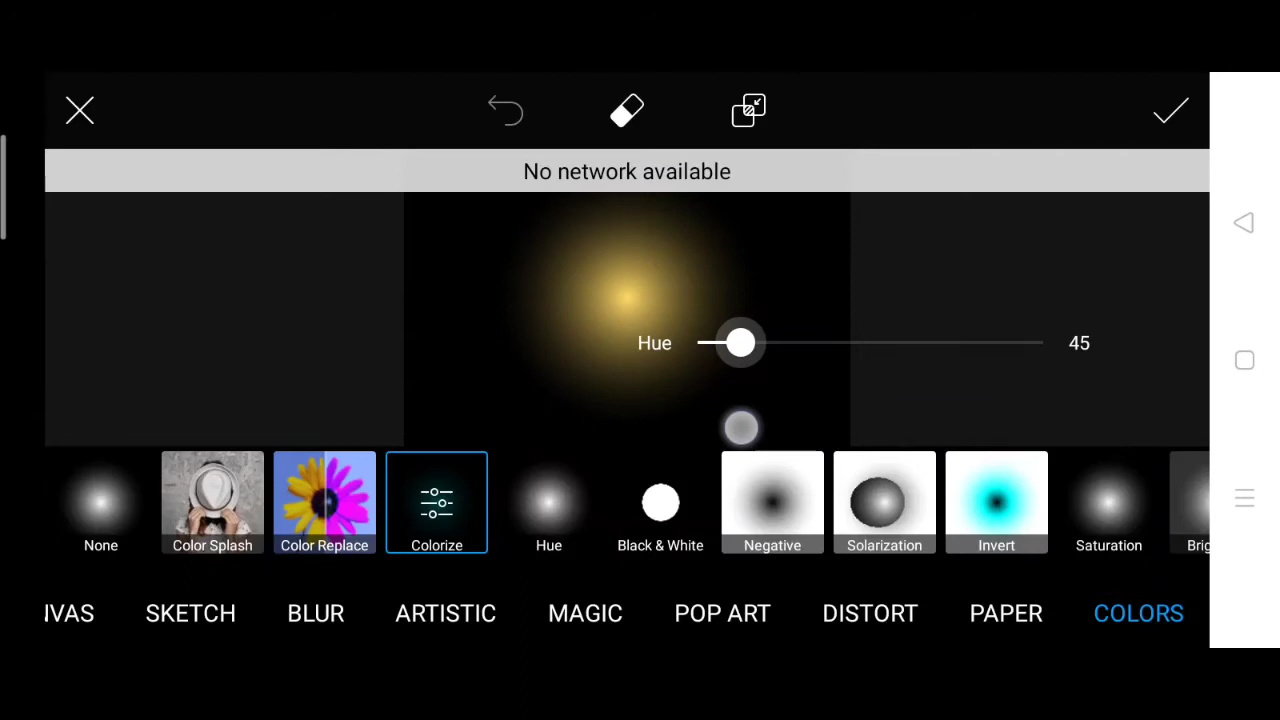 No network available
Hue 45
None Color Splash Color Replace Colorize Hue Black & White Negative Solarization Invert Saturation
IVAS SKETCH BLUR ARTISTIC MAGIC POP ART DISTORT PAPER COLORS